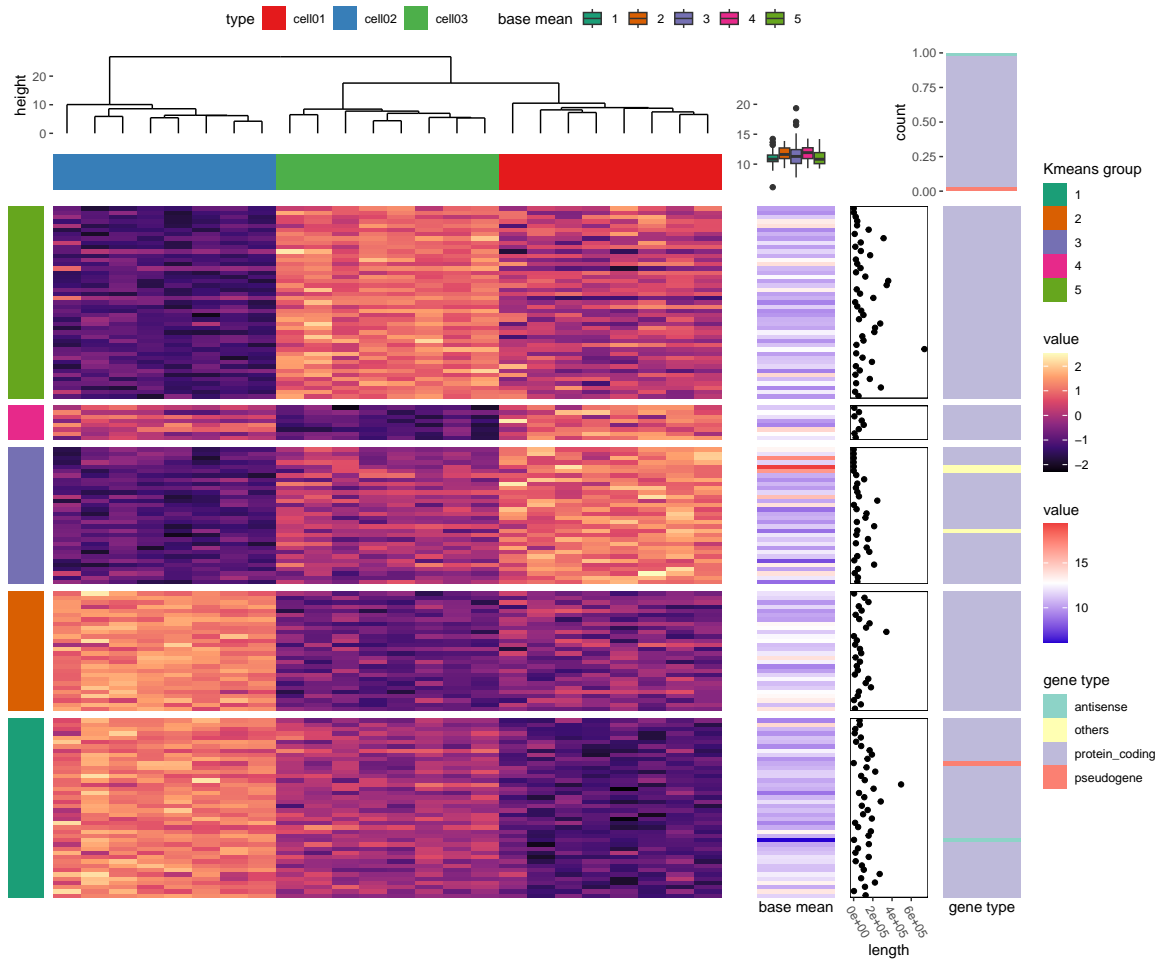 type cell01 cell02 cell03 base mean 1 2 3 4 5
height
20
10
0
20
15
10
count
1.00
0.75
0.50
0.25
0.00
Kmeans group
1
2
3
4
5
value
2
1
0
−1
−2
value
15
10
gene type
antisense
others
protein_coding
pseudogene
base mean
0e+00
2e+05
4e+05
6e+05
length
gene type